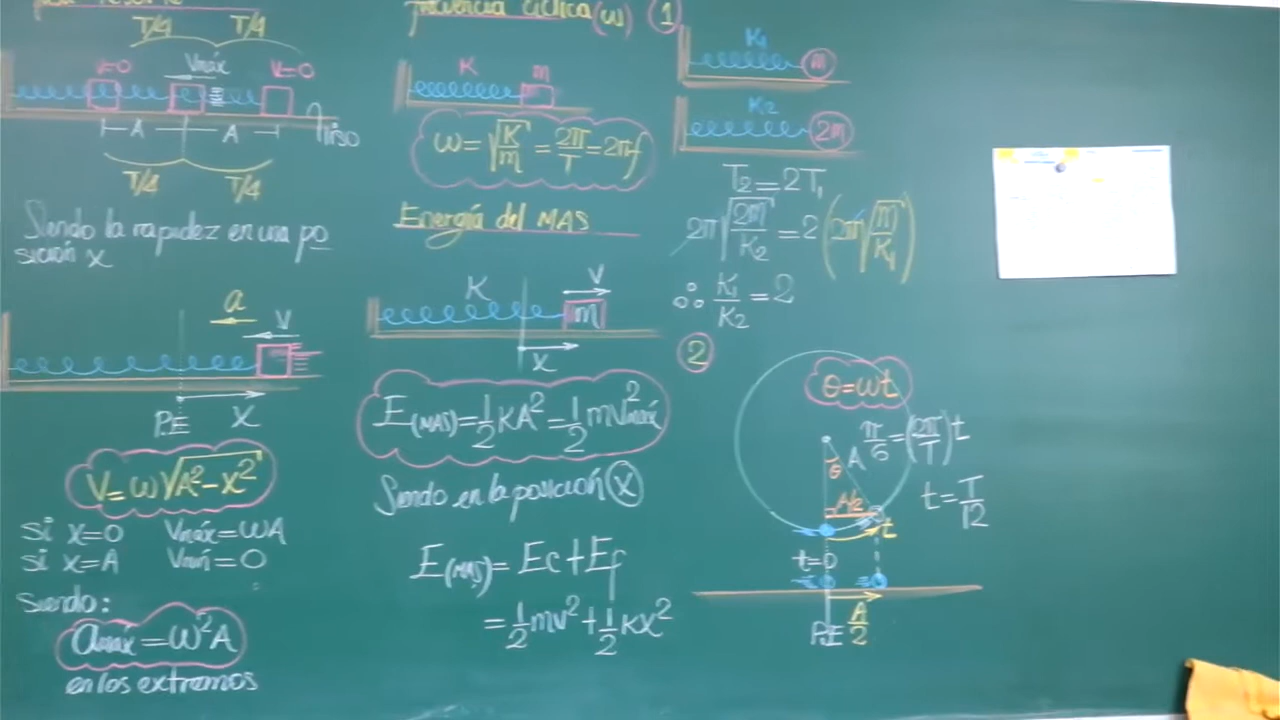 T/4 T/4
V=0 Vmáx V=0
A A liso
T/4 T/4
Siendo la rapidez en una po
sición x
a
V
P.E x
V=ω√A²-x²
si x=0 Vmáx=ωA
si x=A Vmín=0
Siendo:
amáx=ω²A
en los extremos
frecuencia cíclica (ω)
K m
ω=√K/m=2π/T=2πf
Energía del MAS
K V
m
x
E(MAS)=1/2KA²=1/2mV²máx
Siendo en la posición x
E(MAS)=Ec+Ep
=1/2mv²+1/2Kx²
1
K1
m
K2
2m
T2=2T1
2π√2m/K2=2(2π√m/K1)
∴ K1/K2=2
2
θ=ωt
θ A π/6=(2π/T)t
A/2 t=T/12
t
t=0
P.E A/2